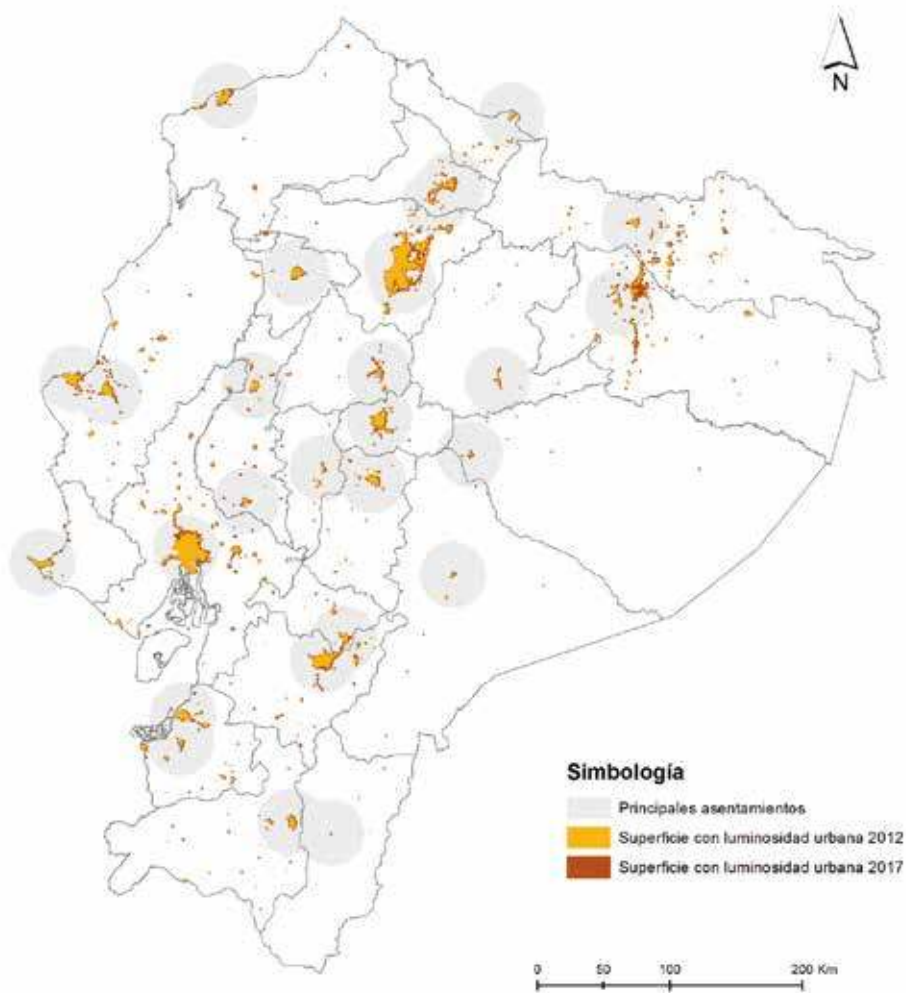 N
Simbología
Principales asentamientos
Superficie con luminosidad urbana 2012
Superficie con luminosidad urbana 2017
0 50 100 200 Km